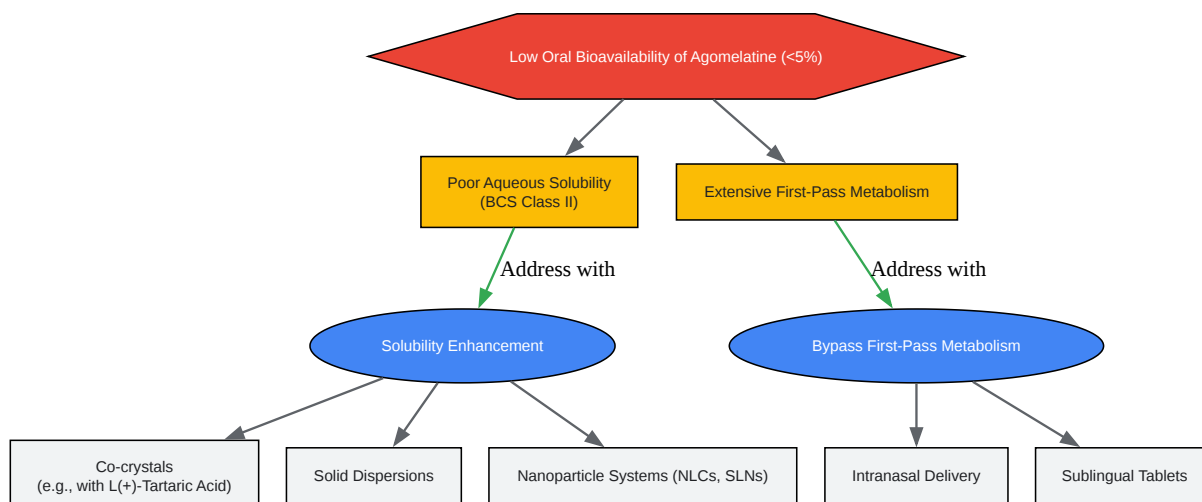 Low Oral Bioavailability of Agomelatine (<5%)
Poor Aqueous Solubility
(BCS Class II)
Extensive First-Pass Metabolism
Address with
Address with
Solubility Enhancement
Bypass First-Pass Metabolism
Co-crystals
(e.g., with L(+)-Tartaric Acid)
Solid Dispersions
Nanoparticle Systems (NLCs, SLNs)
Intranasal Delivery
Sublingual Tablets